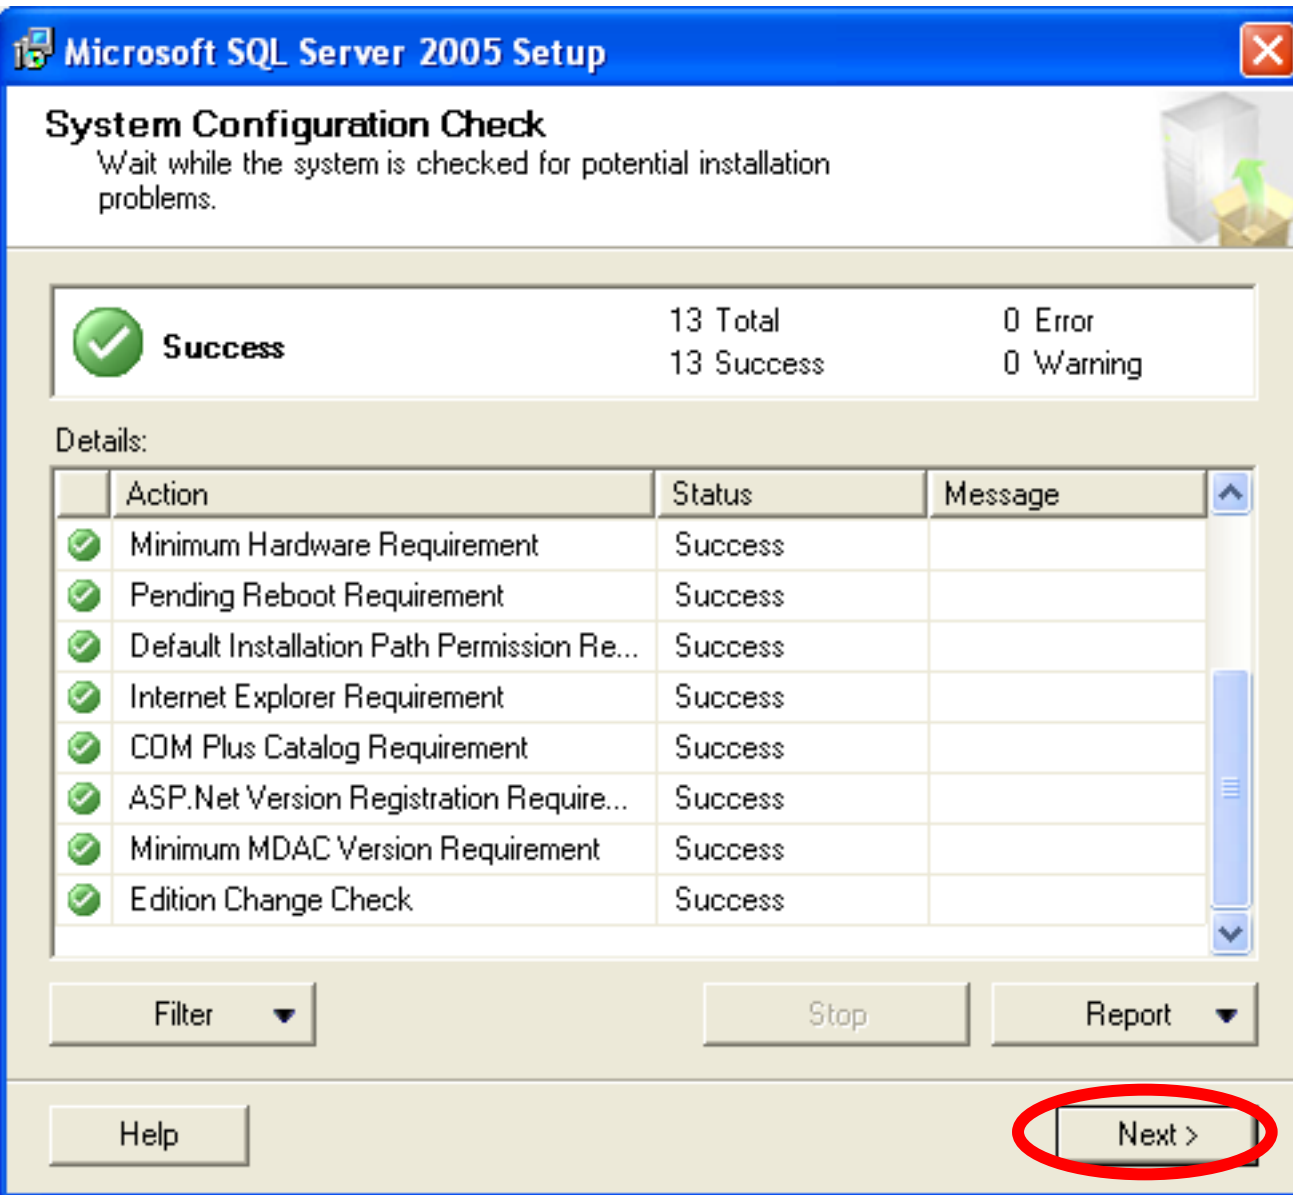 Microsoft SQL Server 2005 Setup
System Configuration Check
Wait while the system is checked for potential installation
problems.
Success
13 Total 0 Error
13 Success 0 Warning
Details:
Action Status Message
Minimum Hardware Requirement Success
Pending Reboot Requirement Success
Default Installation Path Permission Re... Success
Internet Explorer Requirement Success
COM Plus Catalog Requirement Success
ASP.Net Version Registration Require... Success
Minimum MDAC Version Requirement Success
Edition Change Check Success
Filter Stop Report
Help Next >